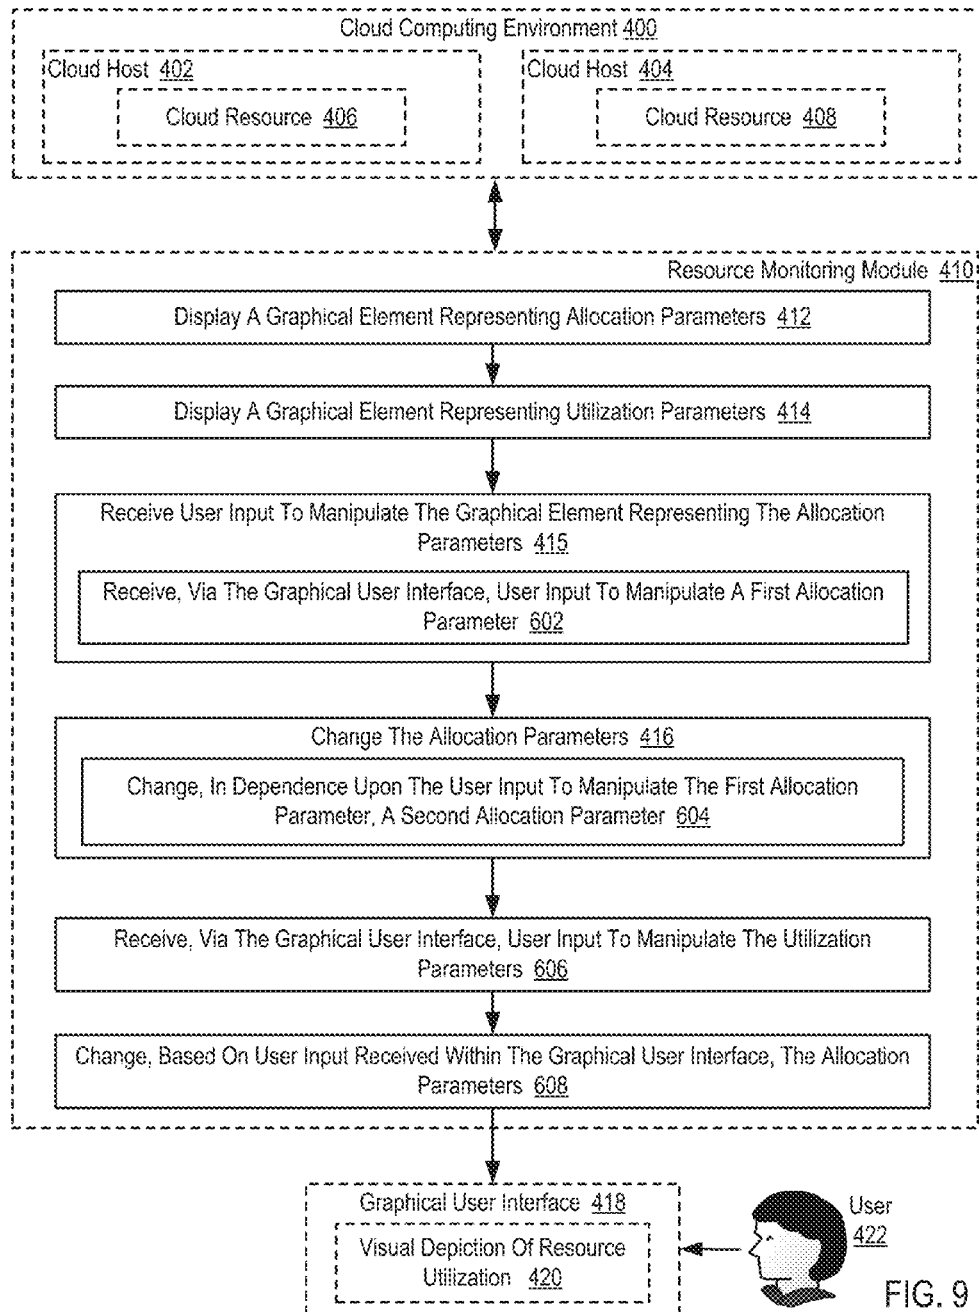 Cloud Computing Environment 400
Cloud Host 402
Cloud Resource 406
Cloud Host 404
Cloud Resource 408
Resource Monitoring Module 410
Display A Graphical Element Representing Allocation Parameters 412
Display A Graphical Element Representing Utilization Parameters 414
Receive User Input To Manipulate The Graphical Element Representing The Allocation
Parameters 415
Receive, Via The Graphical User Interface, User Input To Manipulate A First Allocation
Parameter 602
Change The Allocation Parameters 416
Change, In Dependence Upon The User Input To Manipulate The First Allocation
Parameter, A Second Allocation Parameter 604
Receive, Via The Graphical User Interface, User Input To Manipulate The Utilization
Parameters 606
Change, Based On User Input Received Within The Graphical User Interface, The Allocation
Parameters 608
Graphical User Interface 418
Visual Depiction Of Resource
Utilization 420
User
422
FIG. 9